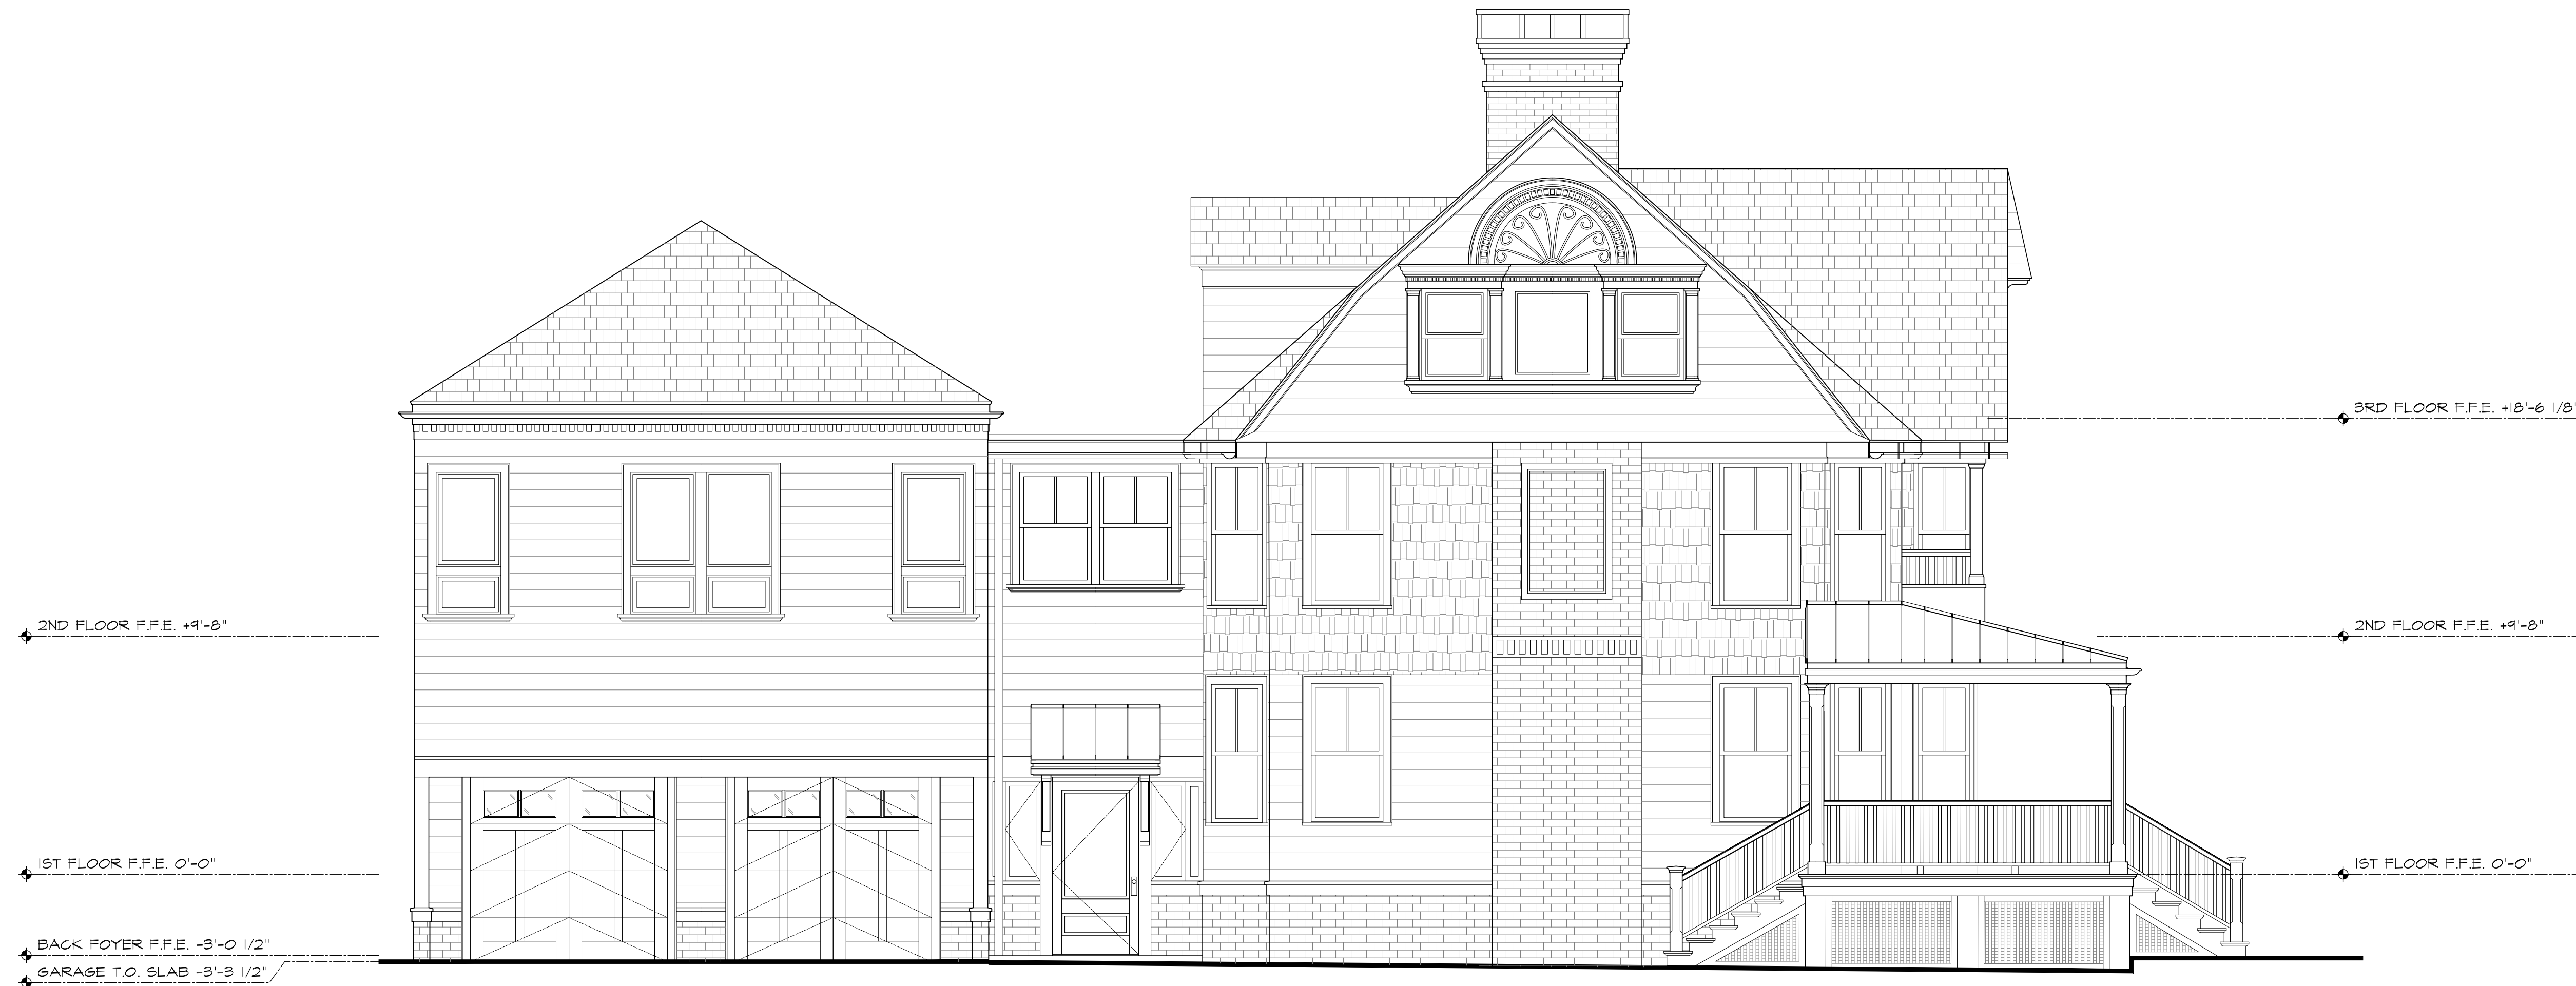 3RD FLOOR F.F.E. +18'-6 1/8"
2ND FLOOR F.F.E. +9'-8"
2ND FLOOR F.F.E. +9'-8"
1ST FLOOR F.F.E. 0'-0"
1ST FLOOR F.F.E. 0'-0"
BACK FOYER F.F.E. -3'-0 1/2"
GARAGE T.O. SLAB -3'-3 1/2"